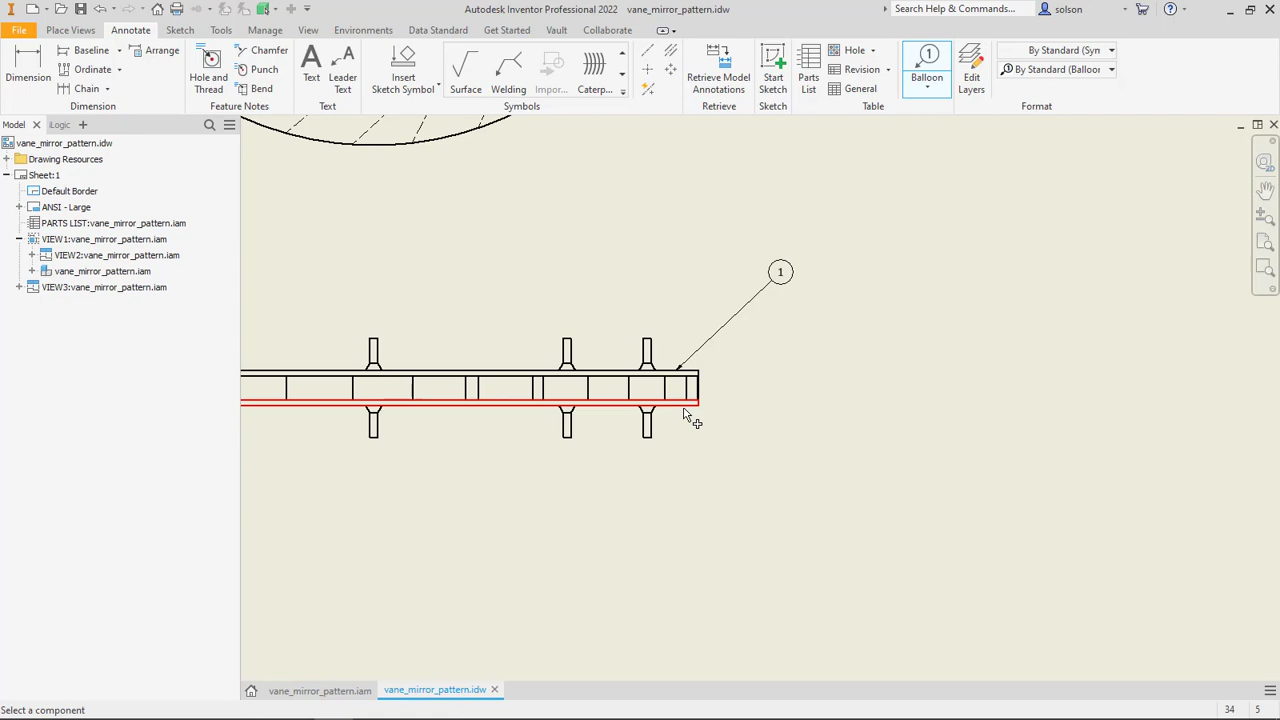 Autodesk Inventor Professional 2022 vane_mirror_pattern.idw
Search Help & Commands... solson
File Place Views Annotate Sketch Tools Manage View Environments Data Standard Get Started Vault Collaborate
Dimension
Baseline
Ordinate
Chain
Arrange
Dimension
Hole and
Thread
Chamfer
Punch
Bend
Feature Notes
Text
Leader
Text
Text
Insert
Sketch Symbol
Surface
Welding
Impor...
Caterp...
Symbols
Retrieve Model
Annotations
Retrieve
Start
Sketch
Sketch
Parts
List
Hole
Revision
General
Table
1
Balloon
Edit
Layers
By Standard (Syn
By Standard (Balloon
Format
Model
iLogic
vane_mirror_pattern.idw
Drawing Resources
Sheet:1
Default Border
ANSI - Large
PARTS LIST:vane_mirror_pattern.iam
VIEW1:vane_mirror_pattern.iam
VIEW2:vane_mirror_pattern.iam
vane_mirror_pattern.iam
VIEW3:vane_mirror_pattern.iam
1
vane_mirror_pattern.iam vane_mirror_pattern.idw
Select a component 34 5